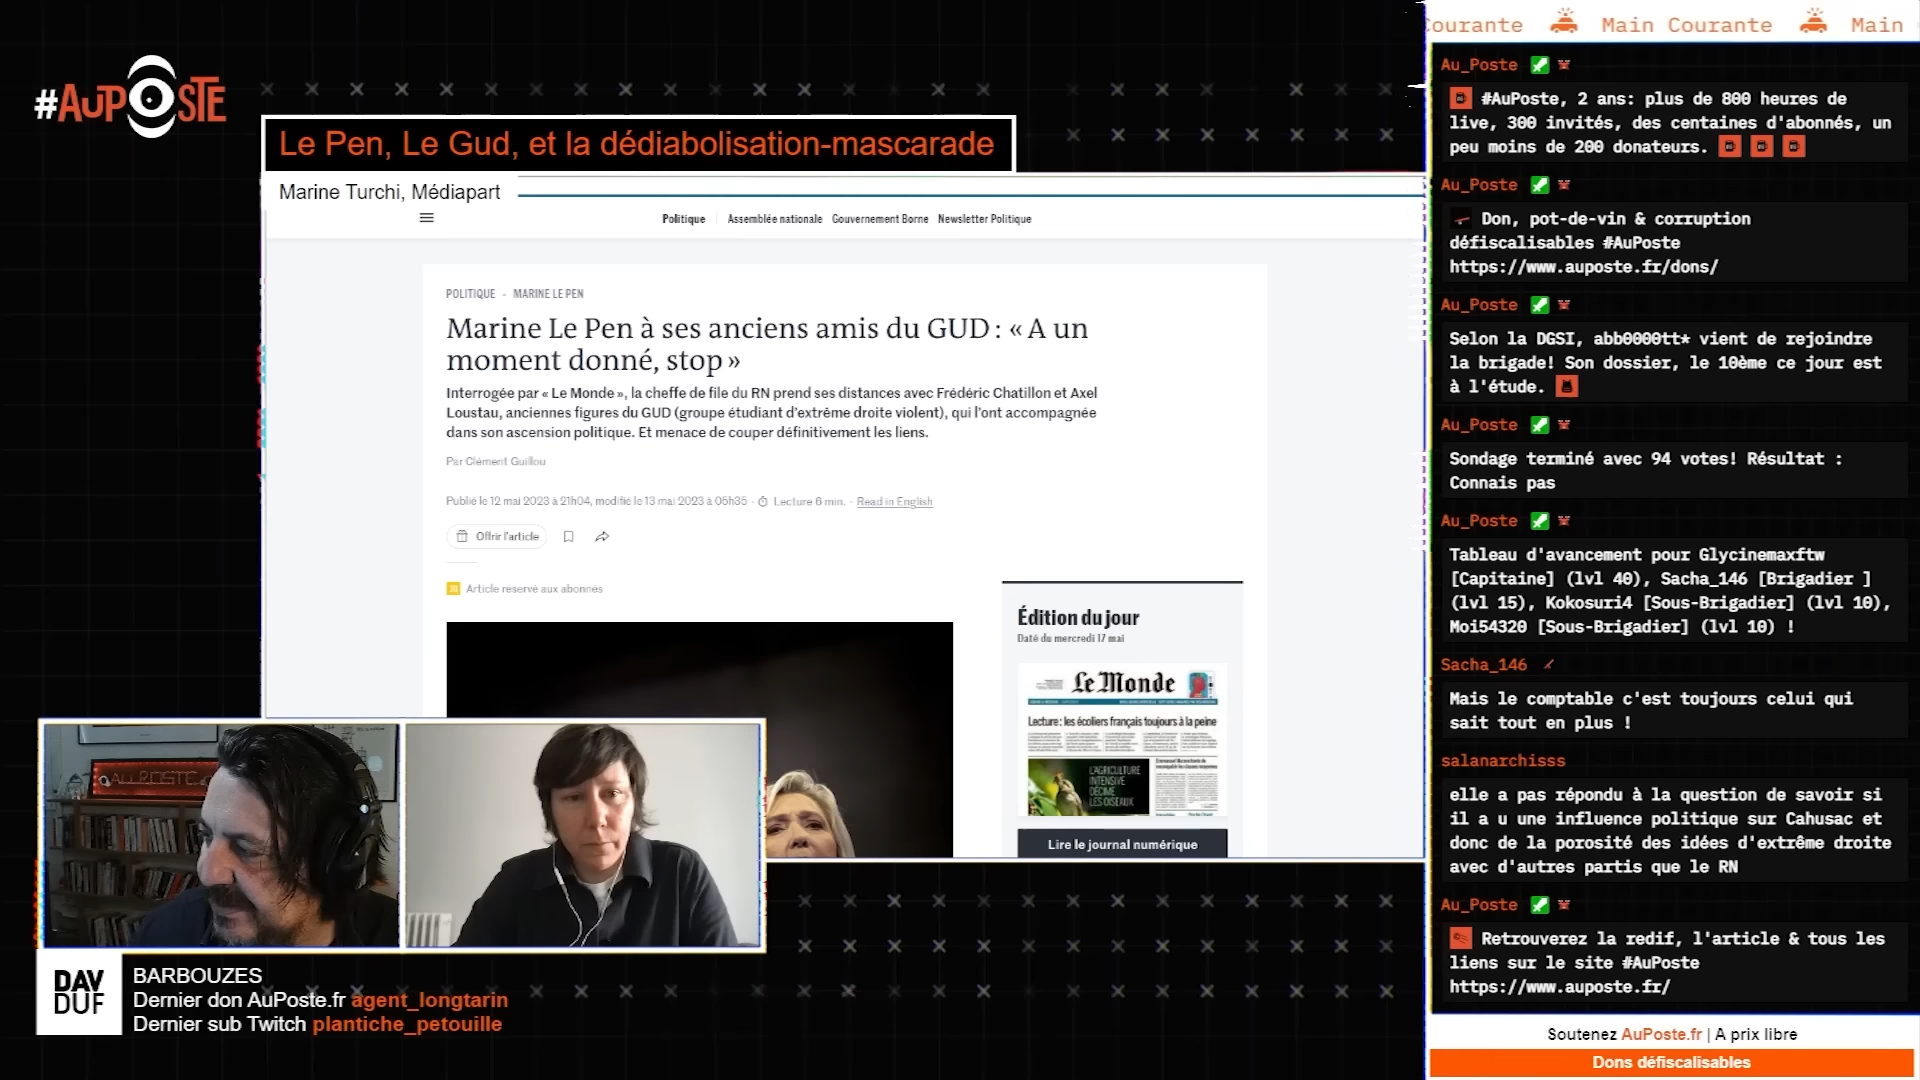 #AUPOSTE
Le Pen, Le Gud, et la dédiabolisation-mascarade
Marine Turchi, Médiapart
Politique
Assemblée nationale
Gouvernement Borne
Newsletter Politique
POLITIQUE - MARINE LE PEN
Marine Le Pen à ses anciens amis du GUD : « A un
moment donné, stop »
Interrogée par « Le Monde », la cheffe de file du RN prend ses distances avec Frédéric Chatillon et Axel
Loustau, anciennes figures du GUD (groupe étudiant d'extrême droite violent), qui l'ont accompagnée
dans son ascension politique. Et menace de couper définitivement les liens.
Par Clément Guillou
Publié le 12 mai 2023 à 21h04, modifié le 13 mai 2023 à 05h35 · Lecture 6 min. · Read in English
Offrir l'article
Article réservé aux abonnés
Édition du jour
Daté du mercredi 17 mai
Le Monde
Lecture : les écoliers français toujours à la peine
L'AGRICULTURE
INTENSIVE
DÉCIME
LES OISEAUX
Lire le journal numérique
AU POSTE
DAV
DUF
BARBOUZES
Dernier don AuPoste.fr agent_longtarin
Dernier sub Twitch plantiche_petouille
Courante Main Courante Main
Au_Poste
#AuPoste, 2 ans: plus de 800 heures de
live, 300 invités, des centaines d'abonnés, un
peu moins de 200 donateurs.
Au_Poste
Don, pot-de-vin & corruption
défiscalisables #AuPoste
https://www.auposte.fr/dons/
Au_Poste
Selon la DGSI, abb0000tt★ vient de rejoindre
la brigade! Son dossier, le 10ème ce jour est
à l'étude.
Au_Poste
Sondage terminé avec 94 votes! Résultat :
Connais pas
Au_Poste
Tableau d'avancement pour Glycinemaxftw
[Capitaine] (lvl 40), Sacha_146 [Brigadier ]
(lvl 15), Kokosuri4 [Sous-Brigadier] (lvl 10),
Moi54320 [Sous-Brigadier] (lvl 10) !
Sacha_146
Mais le comptable c'est toujours celui qui
sait tout en plus !
salanarchisss
elle a pas répondu à la question de savoir si
il a u une influence politique sur Cahusac et
donc de la porosité des idées d'extrême droite
avec d'autres partis que le RN
Au_Poste
Retrouverez la redif, l'article & tous les
liens sur le site #AuPoste
https://www.auposte.fr/
Soutenez AuPoste.fr | A prix libre
Dons défiscalisables